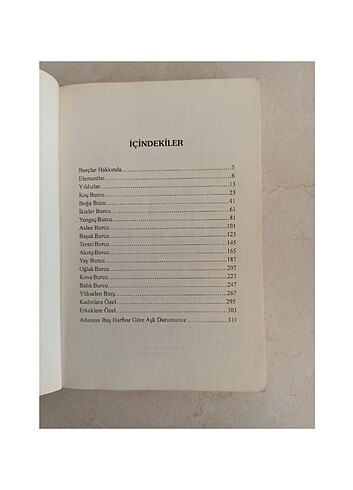 İÇİNDEKİLER
Burçlar Hakkında 5
Elementler 6
Yıldızlar 13
Koç Burcu 23
Boğa Bucu 41
İkizler Burcu 61
Yengeç Burcu 81
Aslan Burcu 101
Başak Burcu 123
Terazi Burcu 145
Akrep Burcu 165
Yay Burcu 187
Oğlak Burcu 207
Kova Burcu 227
Balık Burcu 247
Yükselen Burç 267
Kadınlara Özel 295
Erkeklere Özel 303
Adınızın Baş Harfine Göre Aşk Durumunuz 311